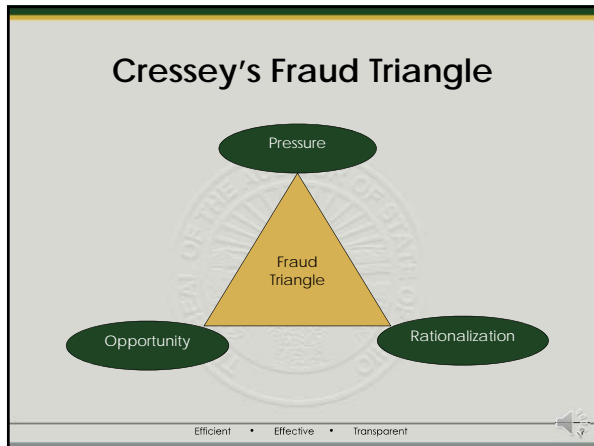 Cressey’s Fraud Triangle
Pressure
Fraud
Triangle
Opportunity
Rationalization
Efficient • Effective • Transparent